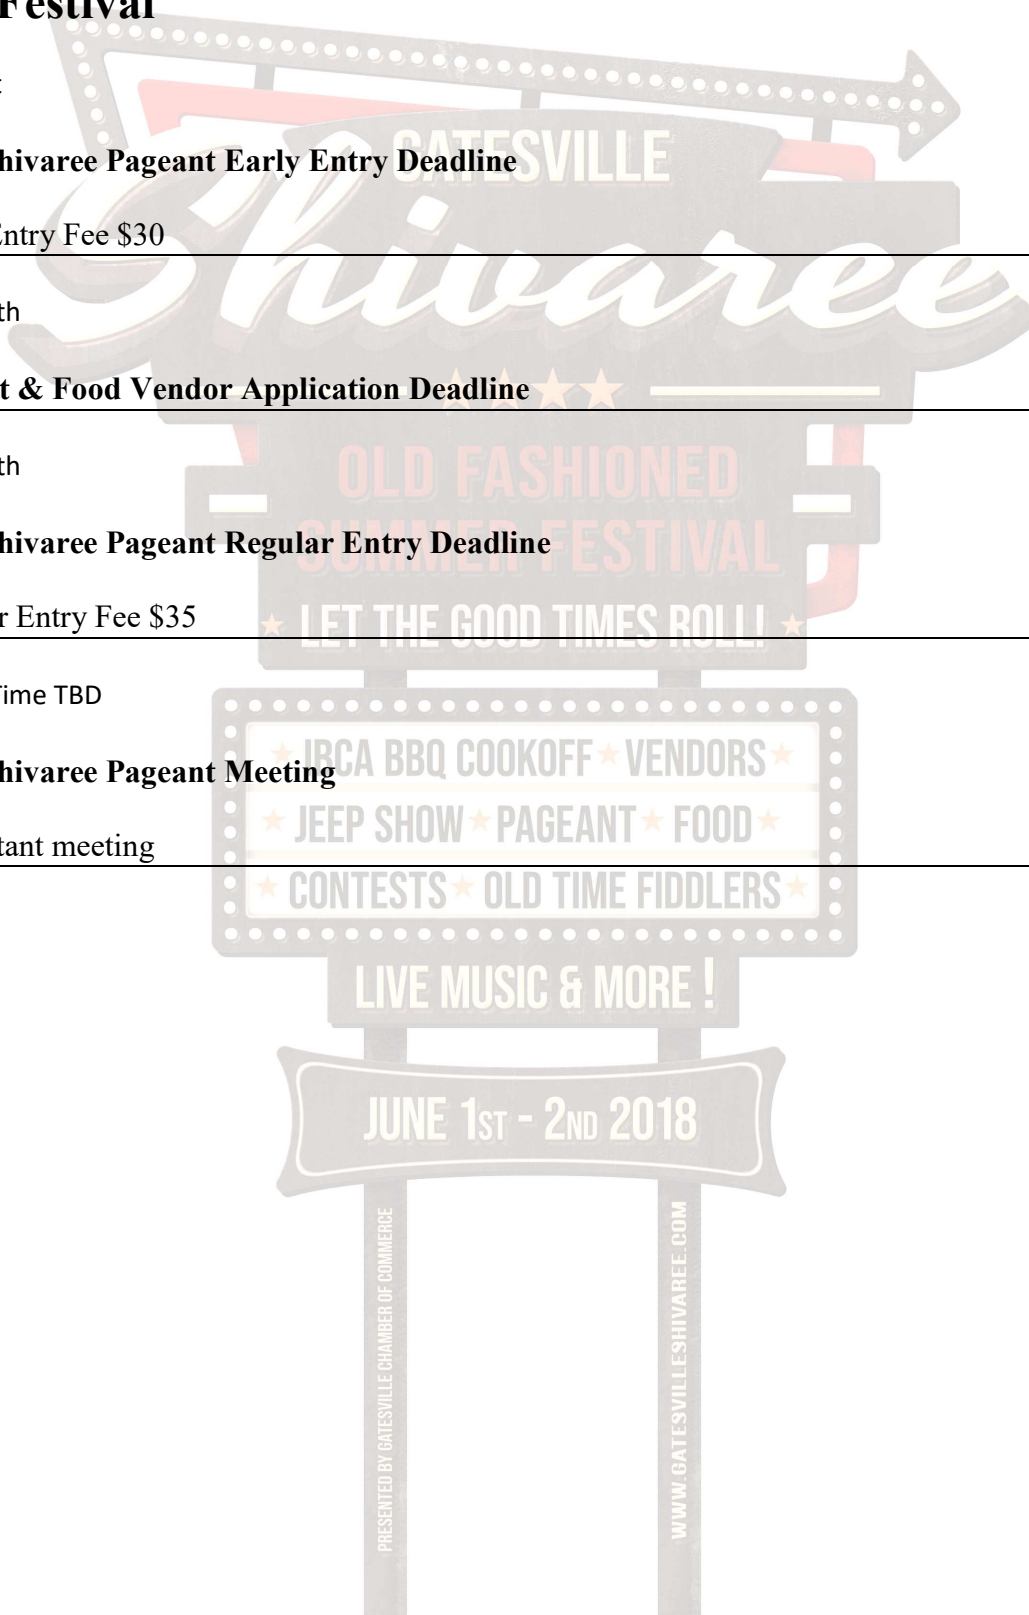 Festival
GATESVILLE
hivaree Pageant Early Entry Deadline
Entry Fee $30
Shivaree
th
t & Food Vendor Application Deadline
OLD FASHIONED
th
SUMMER FESTIVAL
hivaree Pageant Regular Entry Deadline
r Entry Fee $35
LET THE GOOD TIMES ROLL!
Time TBD
IBCA BBQ COOKOFF ★ VENDORS
hivaree Pageant Meeting
JEEP SHOW ★ PAGEANT ★ FOOD
tant meeting
CONTESTS ★ OLD TIME FIDDLERS
LIVE MUSIC & MORE !
JUNE 1ST - 2ND 2018
PRESENTED BY GATESVILLE CHAMBER OF COMMERCE
WWW.GATESVILLESHIVAREE.COM